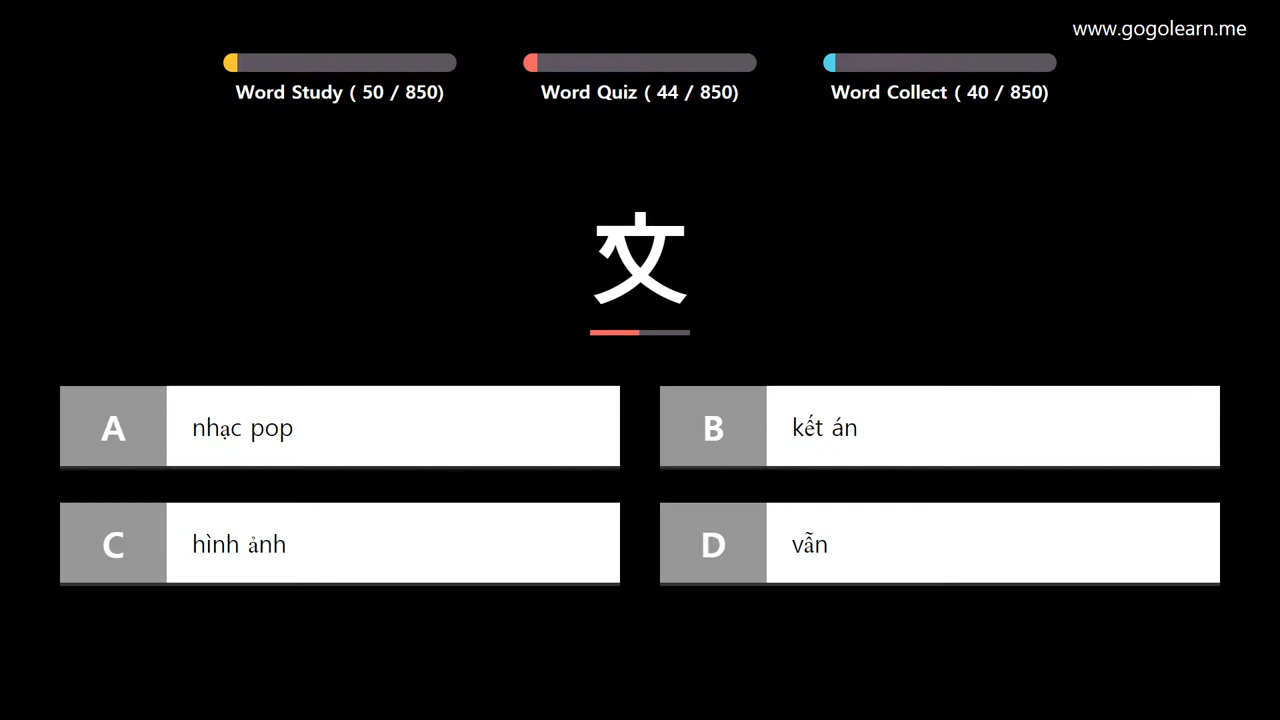 www.gogolearn.me
Word Study ( 50 / 850)
Word Quiz ( 44 / 850)
Word Collect ( 40 / 850)
文
A nhạc pop
B kết án
C hình ảnh
D vẫn